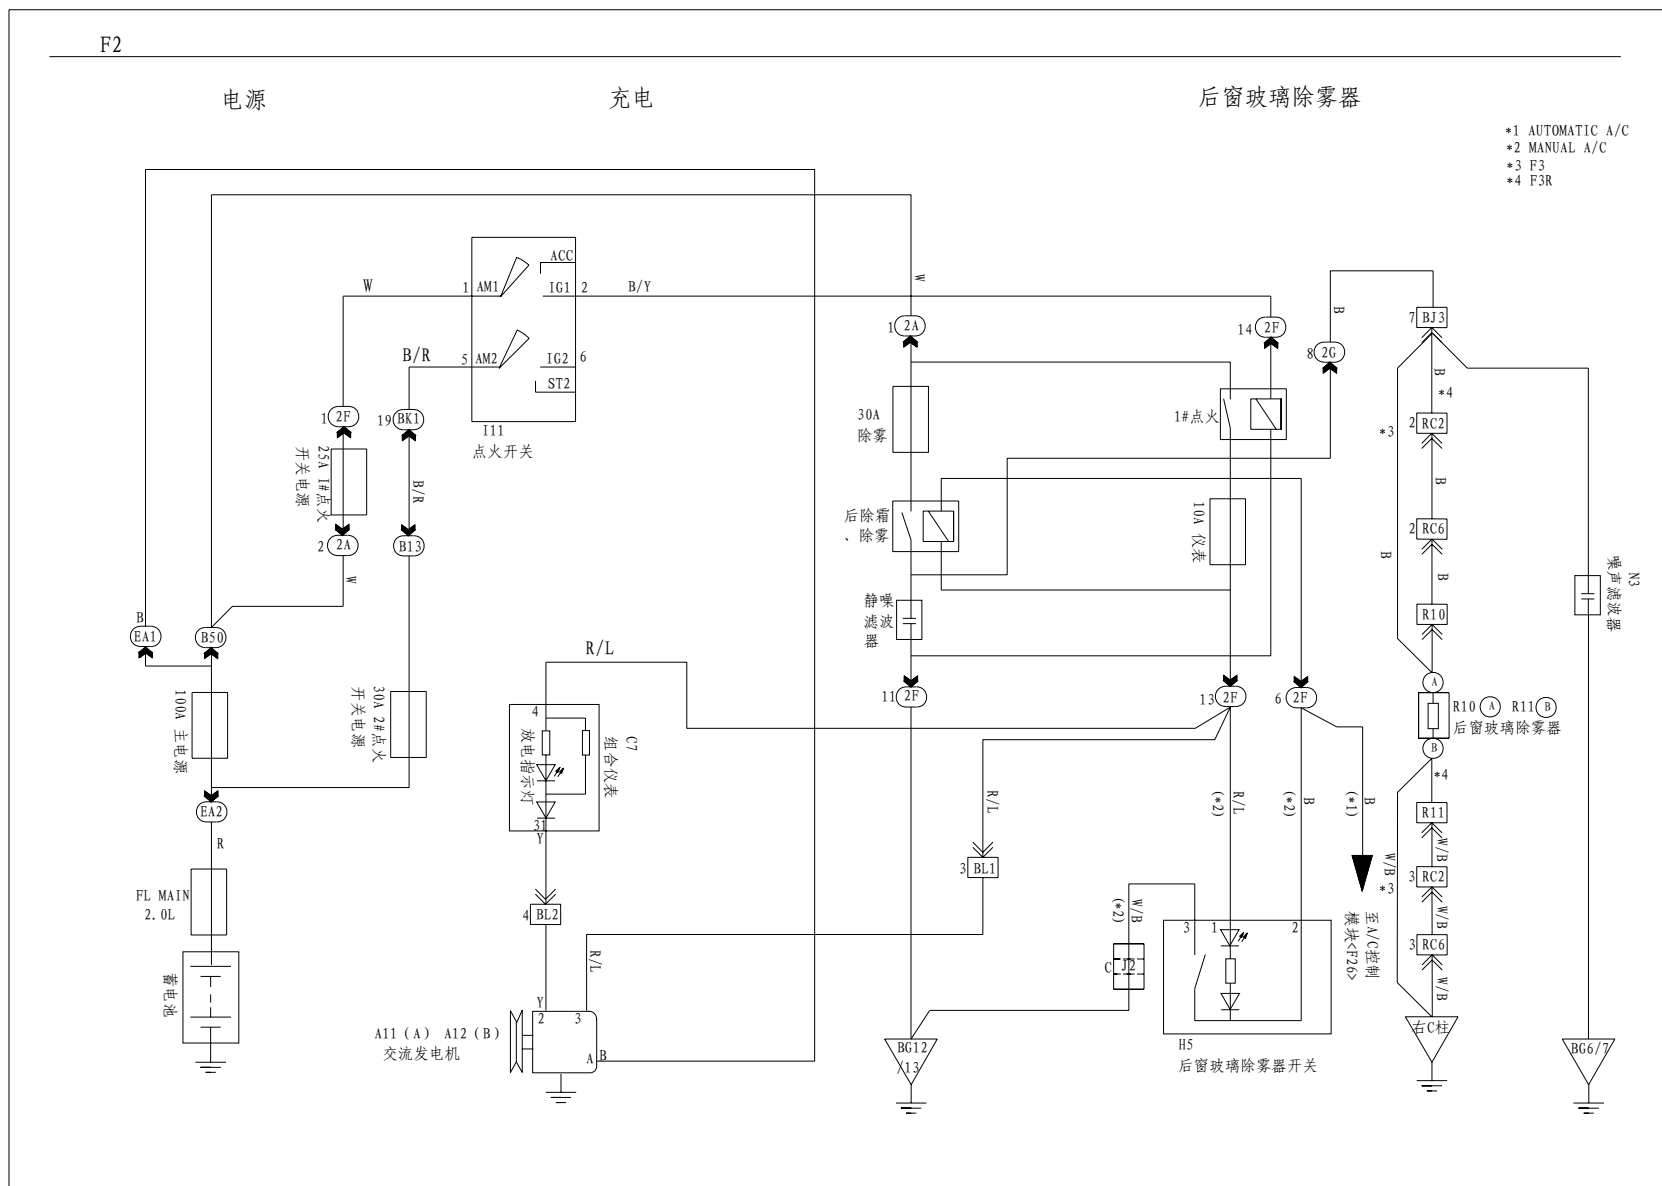 F2
电源
充电
后窗玻璃除雾器
*1 AUTOMATIC A/C
*2 MANUAL A/C
*3 F3
*4 F3R
ACC
W
1
AM1
IG1
2
B/Y
B/R
5
AM2
IG2
6
ST2
I11
点火开关
1
2F
19
BK1
25A 1#点火
开关电源
B/R
2
2A
B13
W
B
EA1
B50
100A 主电源
30A 2#点火
开关电源
EA2
R
FL MAIN
2.0L
蓄电池
R/L
4
放电指示灯
C7
组合仪表
31
Y
4
BL2
R/L
Y
2
3
A11 (A) A12 (B)
交流发电机
A
B
W
1
2A
14
2F
B
8
2G
30A
除雾
1#点火
后除霜
、除雾
10A 仪表
静噪
滤波
器
11
2F
13
2F
6
2F
R/L
3
BL1
R/L
(*2)
B
(*2)
B
(*1)
W/B
(*2)
C
J2
3
1
2
H5
后窗玻璃除雾器开关
至A/C控制
模块<F26>
BG12
/13
7
BJ3
B
*4
*3
2
RC2
B
2
RC6
B
B
R10
A
R10 A R11 B
后窗玻璃除雾器
B
*4
R11
W/B
*3
W/B
3
RC2
W/B
3
RC6
W/B
右C柱
N3
噪声滤波器
BG6/7